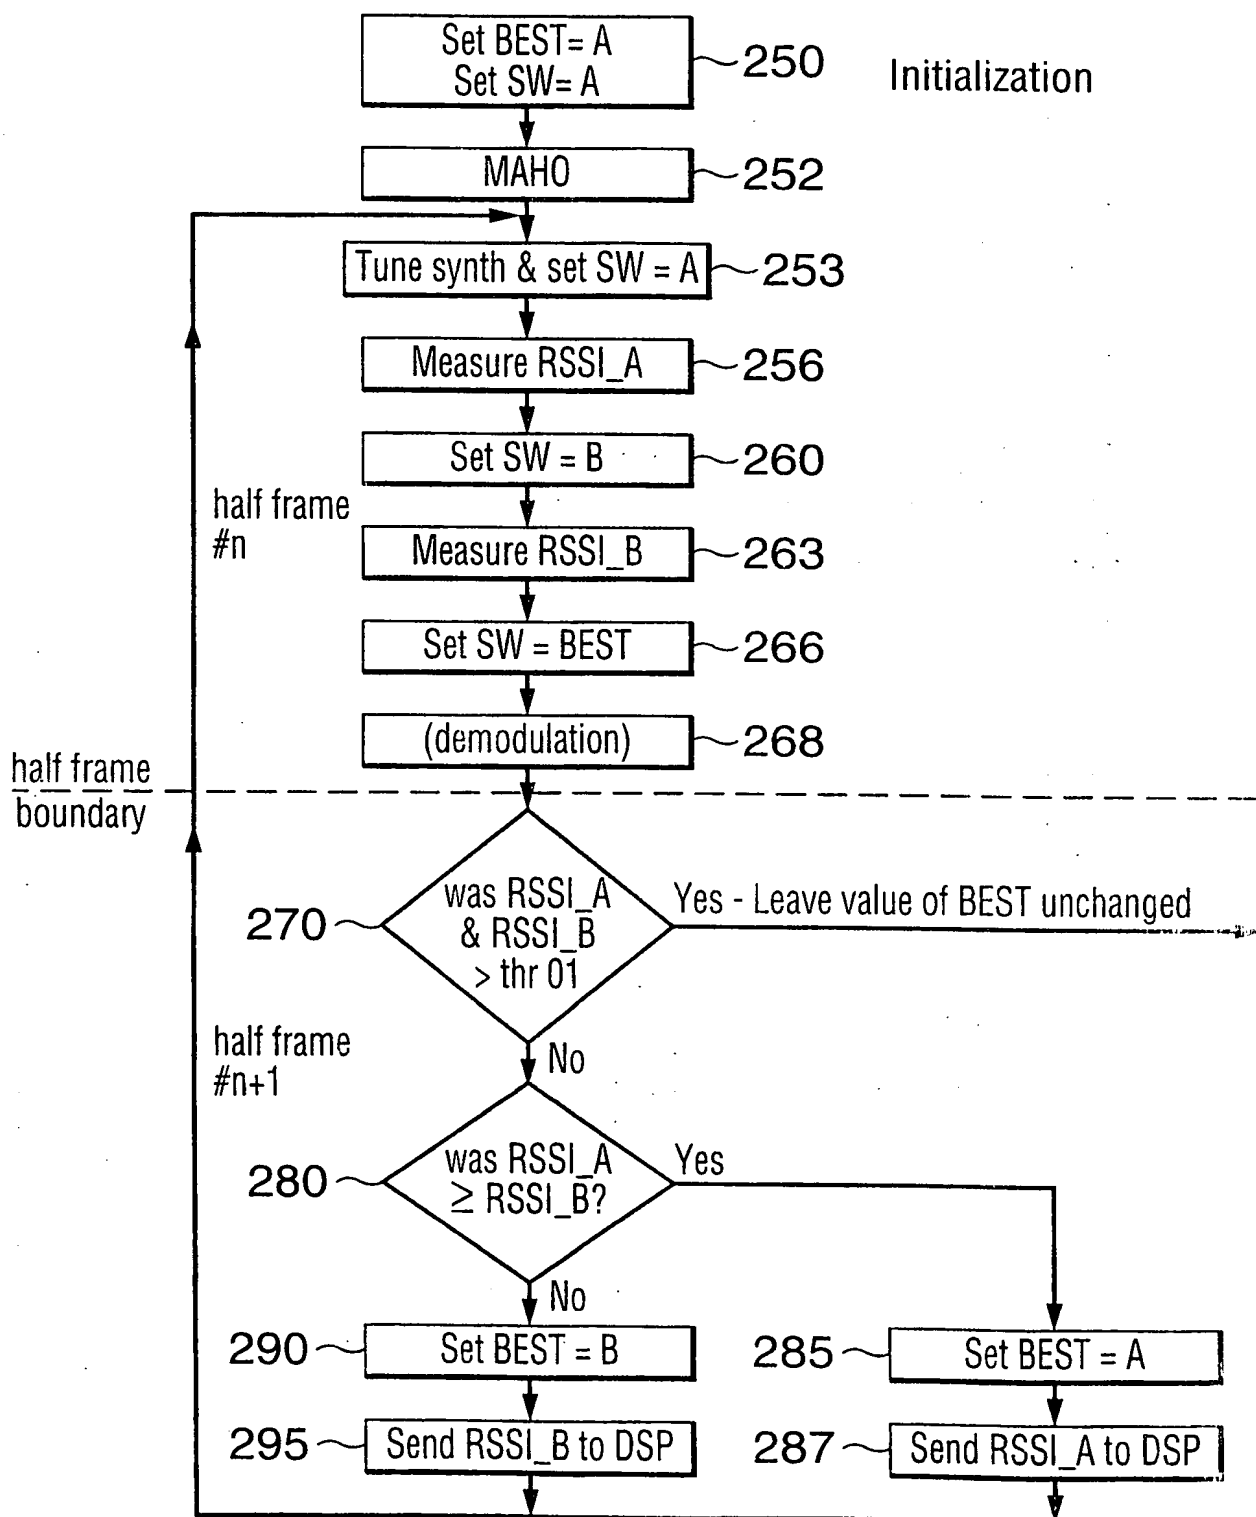 Set BEST= A
Set SW= A
250
Initialization
MAHO
252
Tune synth & set SW = A
253
Measure RSSI_A
256
Set SW = B
260
half frame
#n
Measure RSSI_B
263
Set SW = BEST
266
(demodulation)
268
half frame
boundary
270
was RSSI_A
& RSSI_B
> thr 01
Yes - Leave value of BEST unchanged
half frame
#n+1
No
280
was RSSI_A
≥ RSSI_B?
Yes
No
290
Set BEST = B
285
Set BEST = A
295
Send RSSI_B to DSP
287
Send RSSI_A to DSP